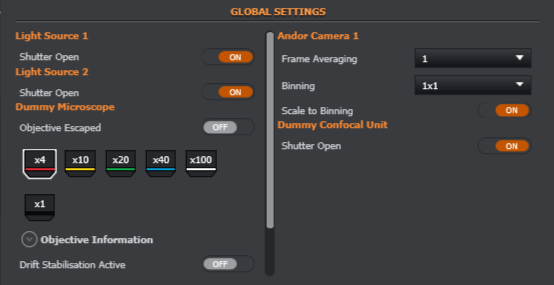 GLOBAL SETTINGS
Light Source 1
Shutter Open ON
Light Source 2
Shutter Open ON
Dummy Microscope
Objective Escaped OFF
x4 x10 x20 x40 x100
x1
Objective Information
Drift Stabilisation Active OFF
Andor Camera 1
Frame Averaging 1
Binning 1x1
Scale to Binning ON
Dummy Confocal Unit
Shutter Open ON